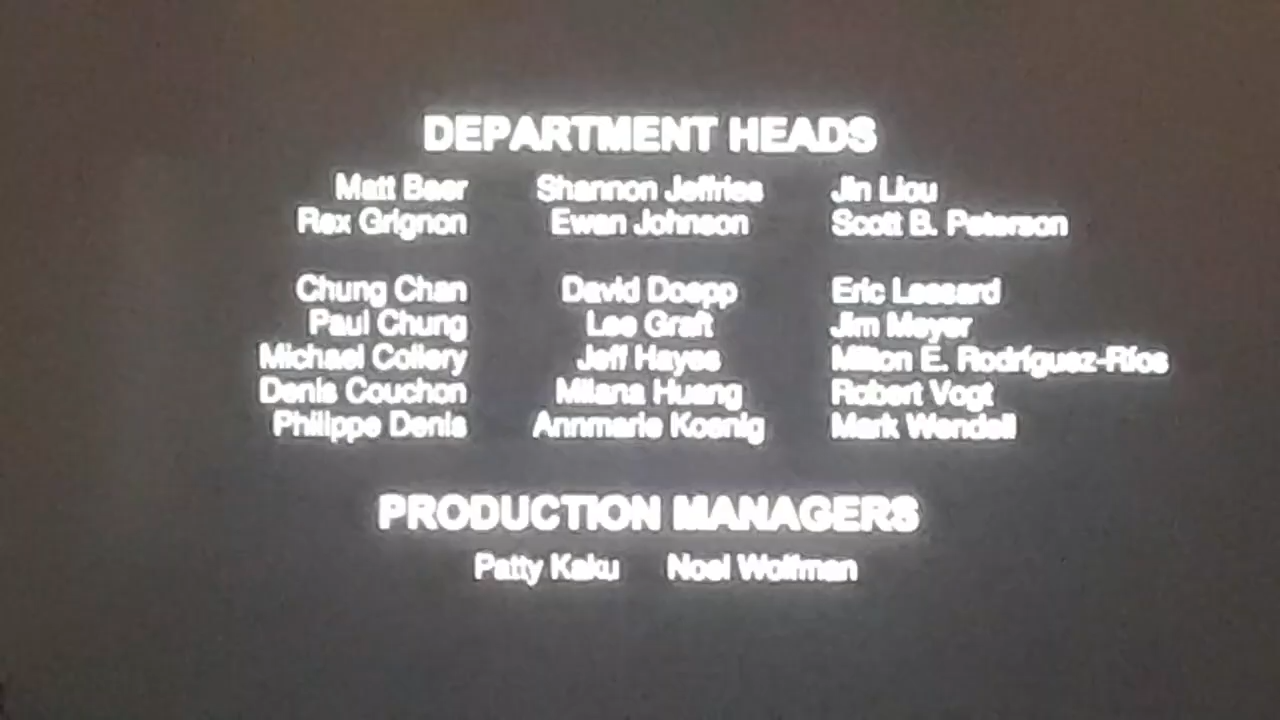 DEPARTMENT HEADS
Matt Baer Shannon Jeffries Jin Liou
Rex Grignon Ewan Johnson Scott B. Peterson
Chung Chan David Doepp Eric Lessard
Paul Chung Lee Graft Jim Meyer
Michael Collery Jeff Hayes Milton E. Rodríguez-Ríos
Denis Couchon Milana Huang Robert Vogt
Philippe Denis Annmarie Koenig Mark Wendell
PRODUCTION MANAGERS
Patty Kaku Noel Wolfman